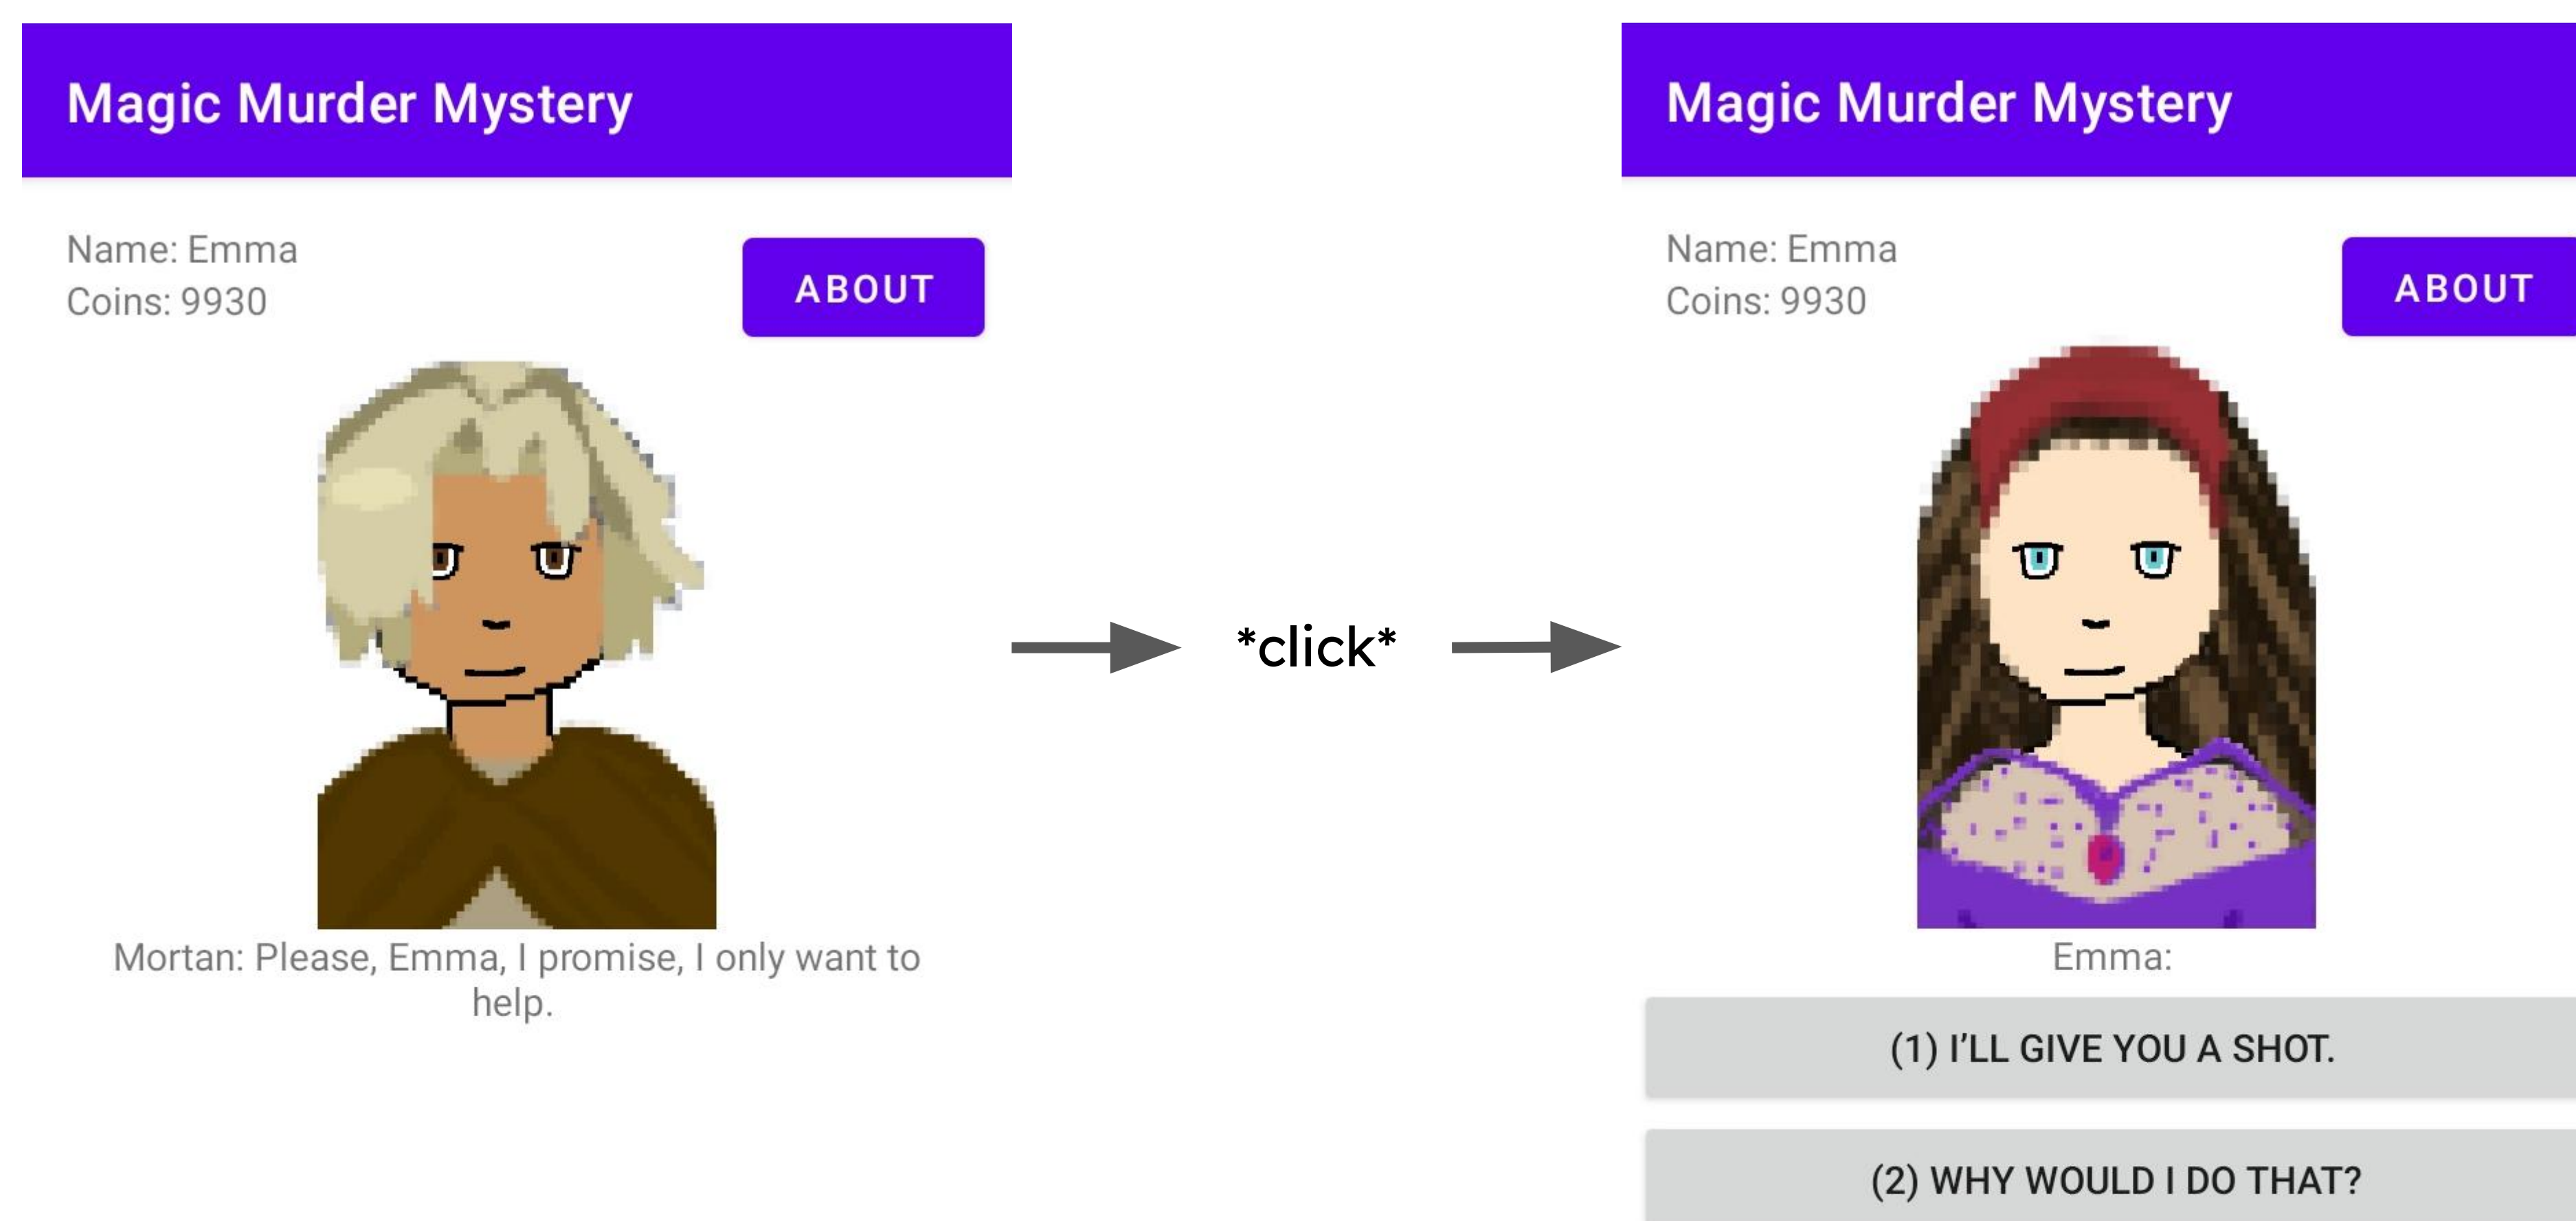 Magic Murder Mystery
Name: Emma
Coins: 9930
ABOUT
Mortan: Please, Emma, I promise, I only want to
help.
*click*
Magic Murder Mystery
Name: Emma
Coins: 9930
ABOUT
Emma:
(1) I’LL GIVE YOU A SHOT.
(2) WHY WOULD I DO THAT?